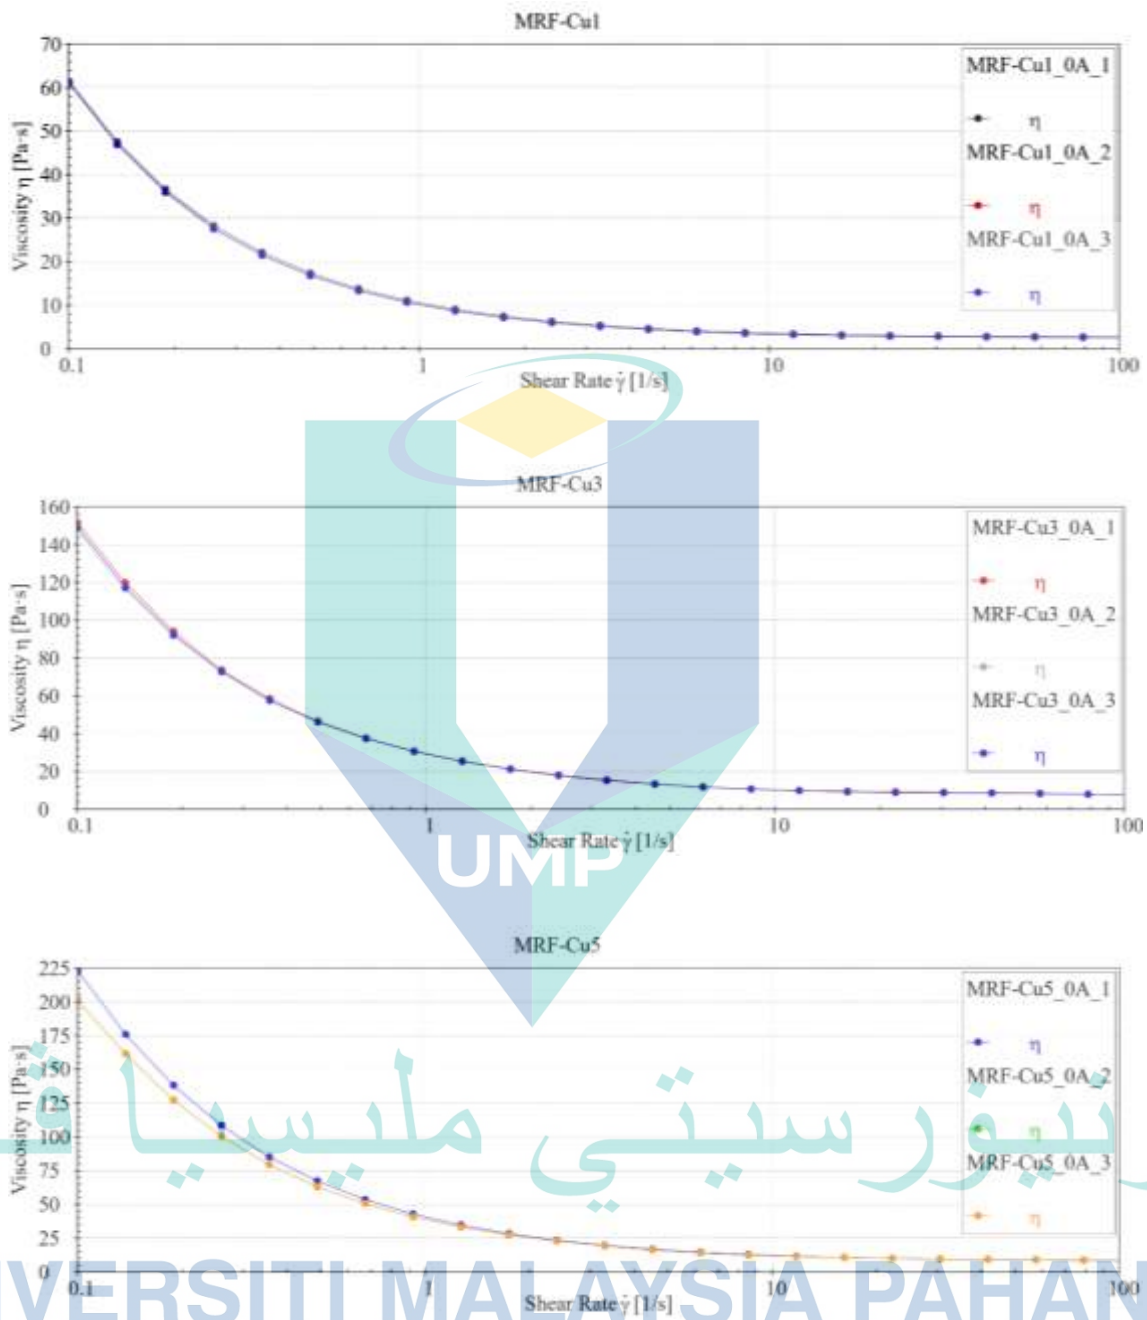 MRF-Cu1
70
60
50
40
30
20
10
0
Viscosity η [Pa·s]
MRF-Cu1_0A_1
η
MRF-Cu1_0A_2
η
MRF-Cu1_0A_3
η
0.1 1 10 100
Shear Rate γ̇ [1/s]
MRF-Cu3
160
140
120
100
80
60
40
20
0
Viscosity η [Pa·s]
MRF-Cu3_0A_1
η
MRF-Cu3_0A_2
η
MRF-Cu3_0A_3
η
0.1 1 10 100
Shear Rate γ̇ [1/s]
UMP
MRF-Cu5
225
200
175
150
125
100
75
50
25
0
Viscosity η [Pa·s]
MRF-Cu5_0A_1
η
MRF-Cu5_0A_2
η
MRF-Cu5_0A_3
η
نيۏرسيتي مليسيا ق
0.1 1 10 100
Shear Rate γ̇ [1/s]
IVERSITI MALAYSIA PAHAN